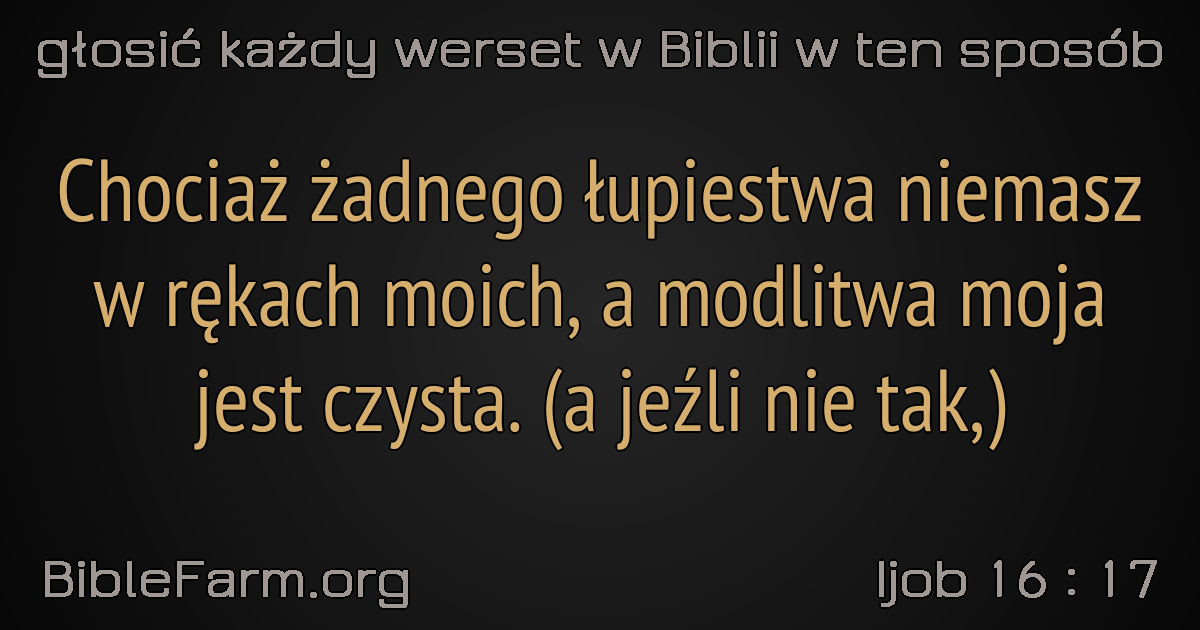 głosić każdy werset w Biblii w ten sposób
Chociaż żadnego łupiestwa niemasz
w rękach moich, a modlitwa moja
jest czysta. (a jeźli nie tak,)
BibleFarm.org
Ijob 16 : 17